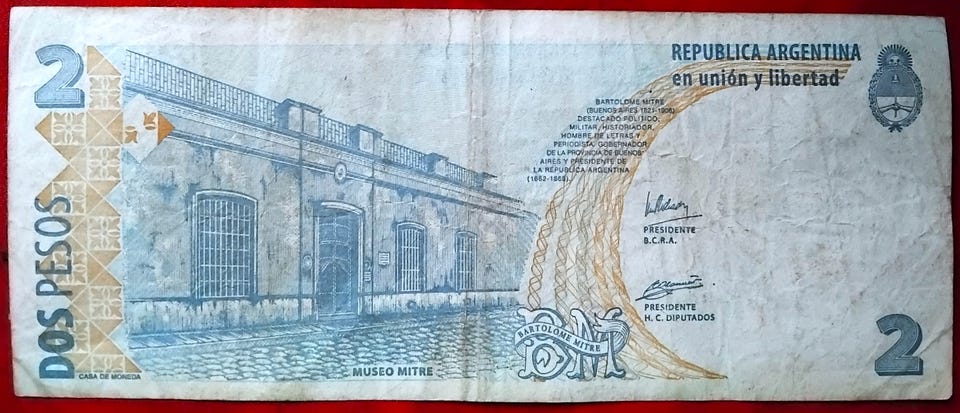 2
REPUBLICA ARGENTINA
en unión y libertad
BARTOLOME MITRE
(BUENOS AIRES 1821-1906)
DESTACADO POLITICO,
MILITAR, HISTORIADOR,
HOMBRE DE LETRAS Y
PERIODISTA, GOBERNADOR
DE LA PROVINCIA DE BUENOS
AIRES Y PRESIDENTE DE
LA REPUBLICA ARGENTINA
(1862-1868).
PRESIDENTE
B.C.R.A.
PRESIDENTE
H. C. DIPUTADOS
DOS PESOS
CASA DE MONEDA
MUSEO MITRE
BARTOLOME MITRE
BM
2